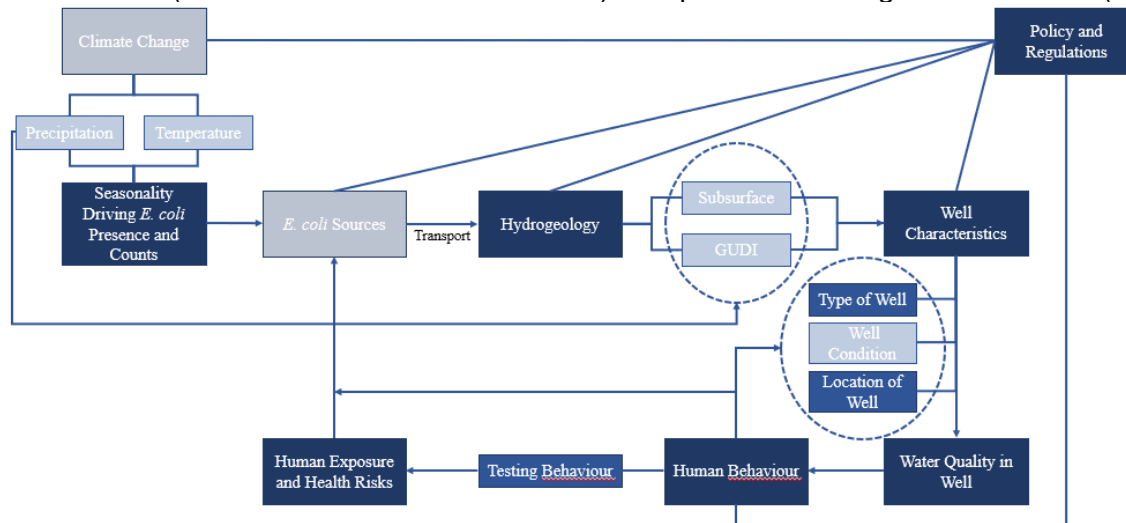 Climate Change
Policy and
Regulations
Precipitation
Temperature
Seasonality
Driving E. coli
Presence and
Counts
E. coli Sources
Transport
Hydrogeology
Subsurface
GUDI
Well
Characteristics
Type of Well
Well
Condition
Location of
Well
Human Exposure
and Health Risks
Testing Behaviour
Human Behaviour
Water Quality in
Well